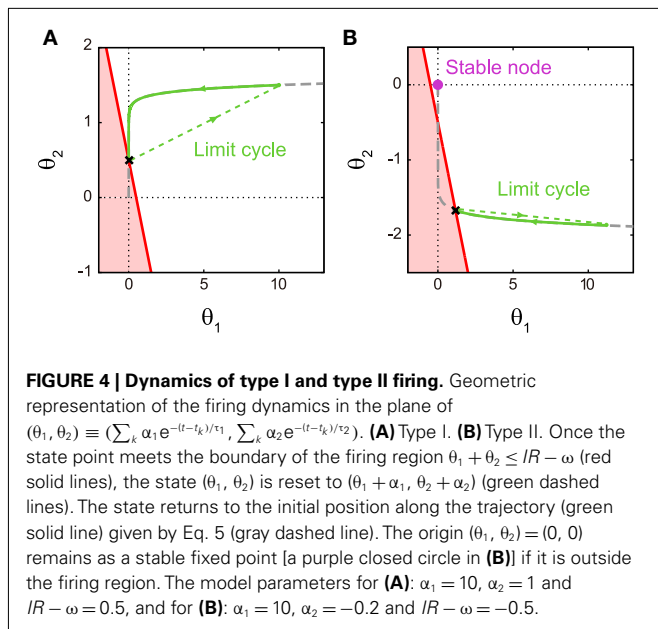 A
B
2
1
0
-1
θ2
0
5
10
θ1
Limit cycle
0
-1
-2
θ2
0
5
10
θ1
Stable node
Limit cycle
FIGURE 4 | Dynamics of type I and type II firing. Geometric
representation of the firing dynamics in the plane of
(θ₁, θ₂) ≡ (∑ₖ α₁e^{-(t-tₖ)/τ₁}, ∑ₖ α₂e^{-(t-tₖ)/τ₂}). (A) Type I. (B) Type II. Once the
state point meets the boundary of the firing region θ₁ + θ₂ ≤ IR − ω (red
solid lines), the state (θ₁, θ₂) is reset to (θ₁ + α₁, θ₂ + α₂) (green dashed
lines). The state returns to the initial position along the trajectory (green
solid line) given by Eq. 5 (gray dashed line). The origin (θ₁, θ₂) = (0, 0)
remains as a stable fixed point [a purple closed circle in (B)] if it is outside
the firing region. The model parameters for (A): α₁ = 10, α₂ = 1 and
IR − ω = 0.5, and for (B): α₁ = 10, α₂ = −0.2 and IR − ω = −0.5.